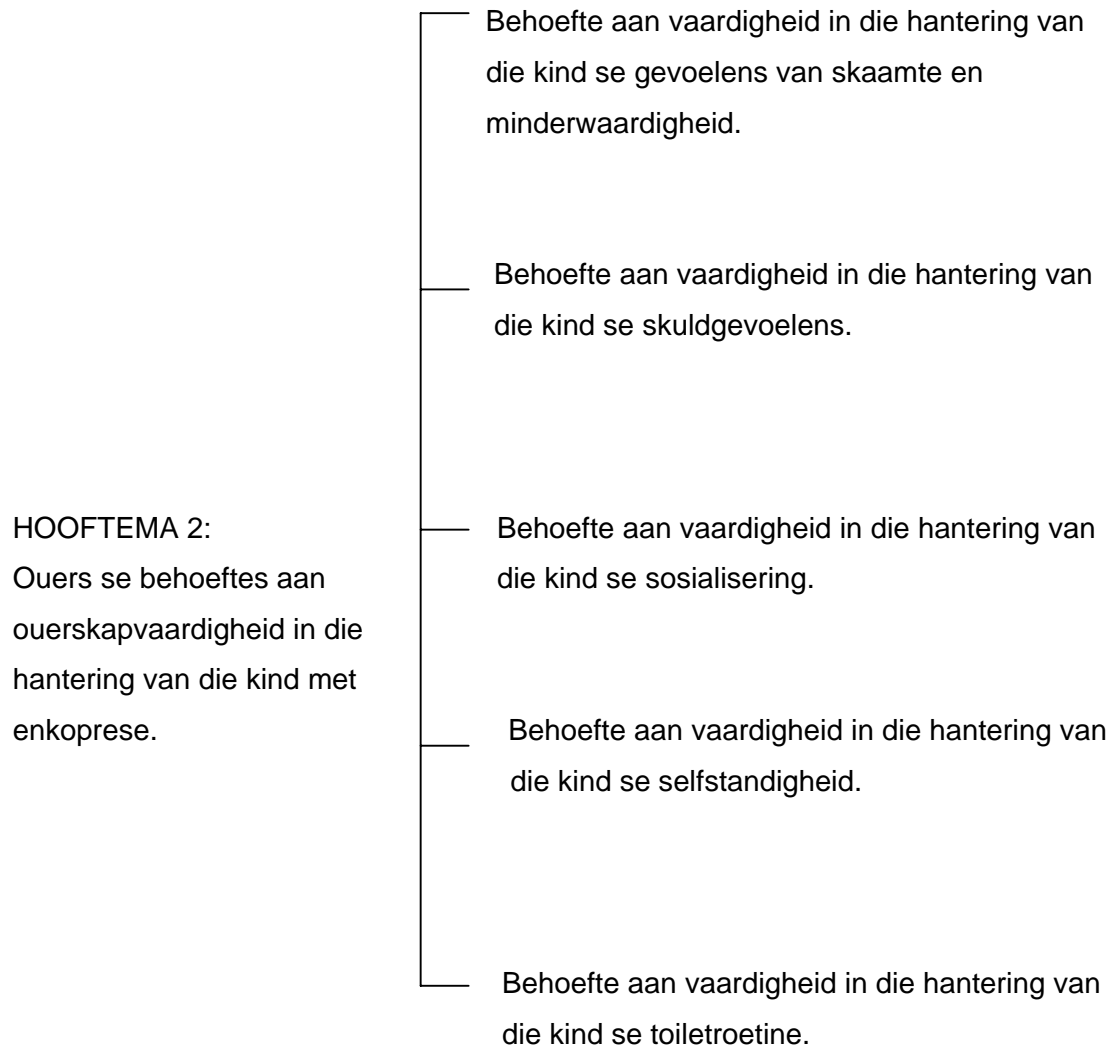 Behoefte aan vaardigheid in die hantering van
die kind se gevoelens van skaamte en
minderwaardigheid.
Behoefte aan vaardigheid in die hantering van
die kind se skuldgevoelens.
HOOFTEMA 2:
Ouers se behoeftes aan
ouerskapvaardigheid in die
hantering van die kind met
enkoprese.
Behoefte aan vaardigheid in die hantering van
die kind se sosialisering.
Behoefte aan vaardigheid in die hantering van
die kind se selfstandigheid.
Behoefte aan vaardigheid in die hantering van
die kind se toiletroetine.